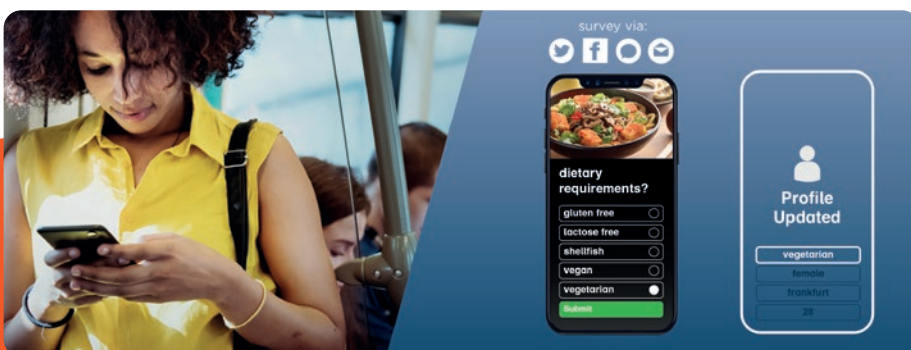 survey via:
dietary
requirements?
gluten free
lactose free
shellfish
vegan
vegetarian
Submit
Profile
Updated
vegetarian
female
frankfurt
28